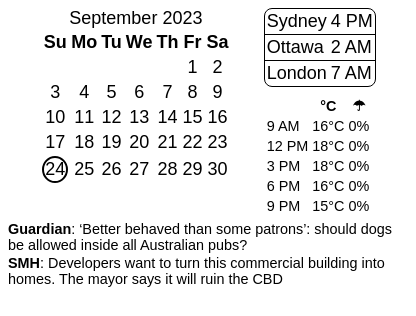 September 2023
Su Mo Tu We Th Fr Sa
1 2
3 4 5 6 7 8 9
10 11 12 13 14 15 16
17 18 19 20 21 22 23
24 25 26 27 28 29 30
Sydney 4 PM
Ottawa 2 AM
London 7 AM
°C ☂
9 AM 16°C 0%
12 PM 18°C 0%
3 PM 18°C 0%
6 PM 16°C 0%
9 PM 15°C 0%
Guardian: ‘Better behaved than some patrons’: should dogs
be allowed inside all Australian pubs?
SMH: Developers want to turn this commercial building into
homes. The mayor says it will ruin the CBD